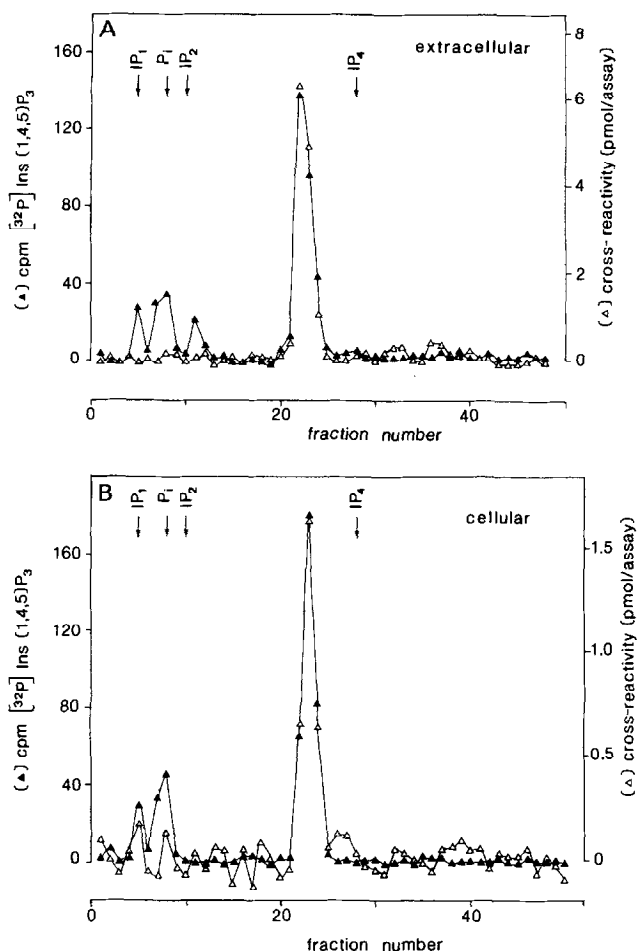 A
extracellular
IP₁
Pᵢ
IP₂
IP₄
160
120
80
40
0
8
6
4
2
0
(▲) cpm [³²P] Ins (1,4,5)P₃
(△) cross-reactivity (pmol/assay)
0
20
40
fraction number
B
cellular
IP₁
Pᵢ
IP₂
IP₄
160
120
80
40
0
1.5
1.0
0.5
0
(▲) cpm [³²P] Ins (1,4,5)P₃
(△) cross-reactivity (pmol/assay)
0
20
40
fraction number